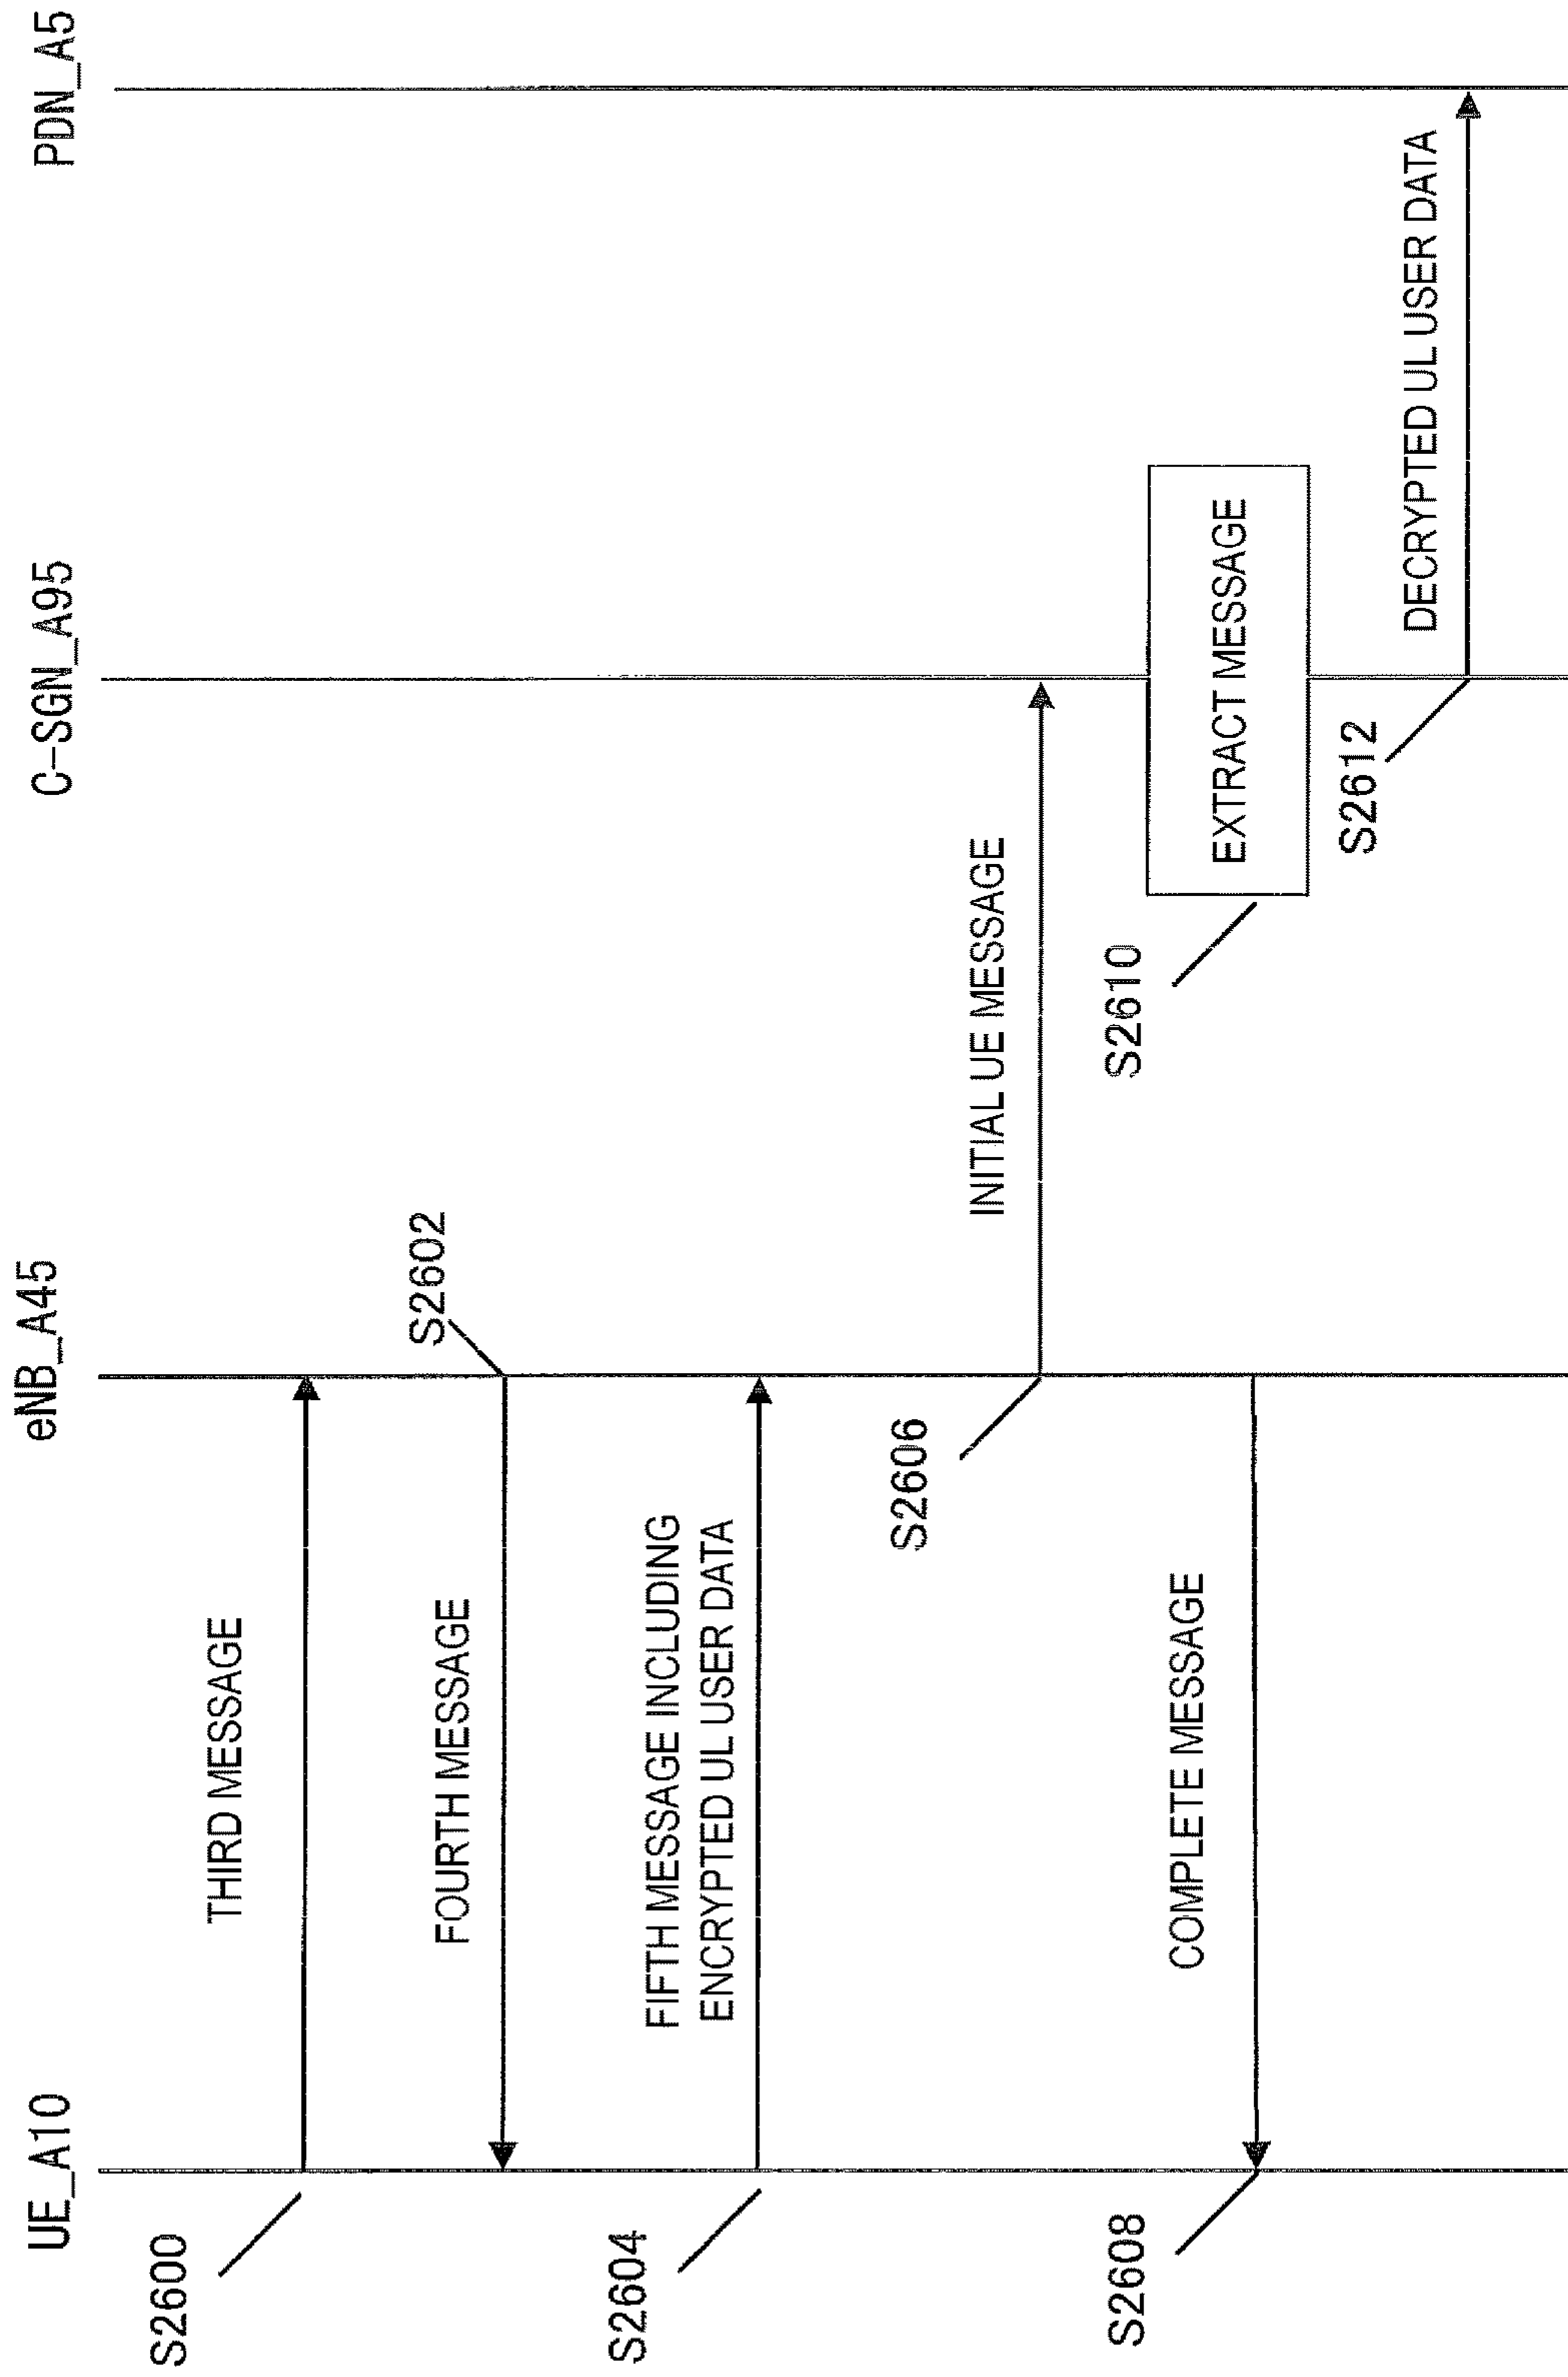 UE_A10
eNB_A45
C-SGN_A95
PDN_A5
S2600
THIRD MESSAGE
S2602
FOURTH MESSAGE
S2604
FIFTH MESSAGE INCLUDING
ENCRYPTED UL USER DATA
S2606
INITIAL UE MESSAGE
S2608
COMPLETE MESSAGE
S2610
EXTRACT MESSAGE
S2612
DECRYPTED UL USER DATA